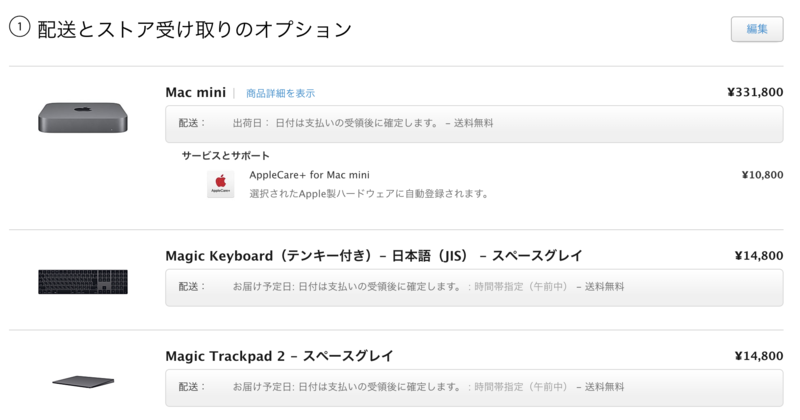 1 配送とストア受け取りのオプション 編集
Mac mini | 商品詳細を表示 ¥331,800
配送： 出荷日： 日付は支払いの受領後に確定します。 – 送料無料
サービスとサポート
AppleCare+ for Mac mini ¥10,800
AppleCare+
選択されたApple製ハードウェアに自動登録されます。
Magic Keyboard（テンキー付き）– 日本語（JIS） – スペースグレイ ¥14,800
配送： お届け予定日: 日付は支払いの受領後に確定します。 : 時間帯指定（午前中） – 送料無料
Magic Trackpad 2 – スペースグレイ ¥14,800
配送： お届け予定日: 日付は支払いの受領後に確定します。 : 時間帯指定（午前中） – 送料無料